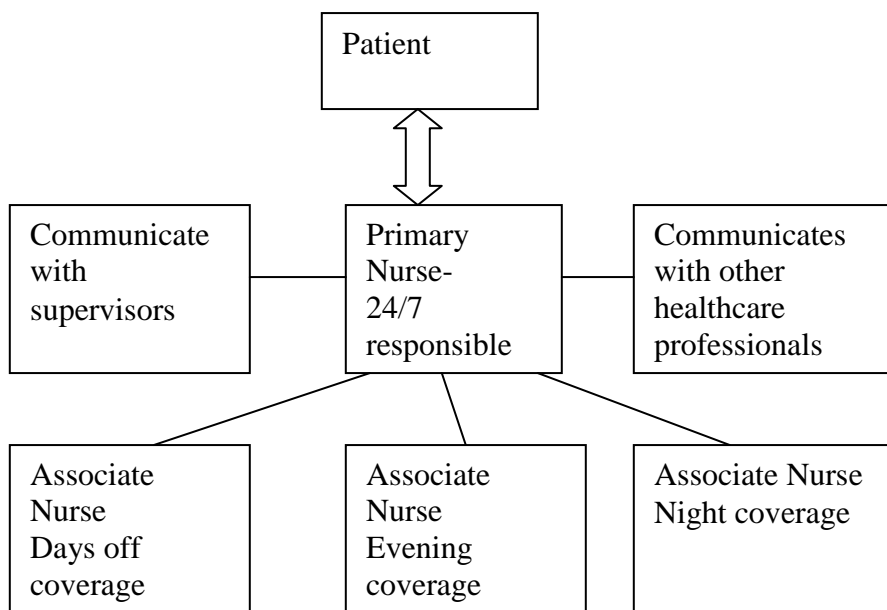 Patient
Communicate
with
supervisors
Primary
Nurse-
24/7
responsible
Communicates
with other
healthcare
professionals
Associate
Nurse
Days off
coverage
Associate
Nurse
Evening
coverage
Associate Nurse
Night coverage